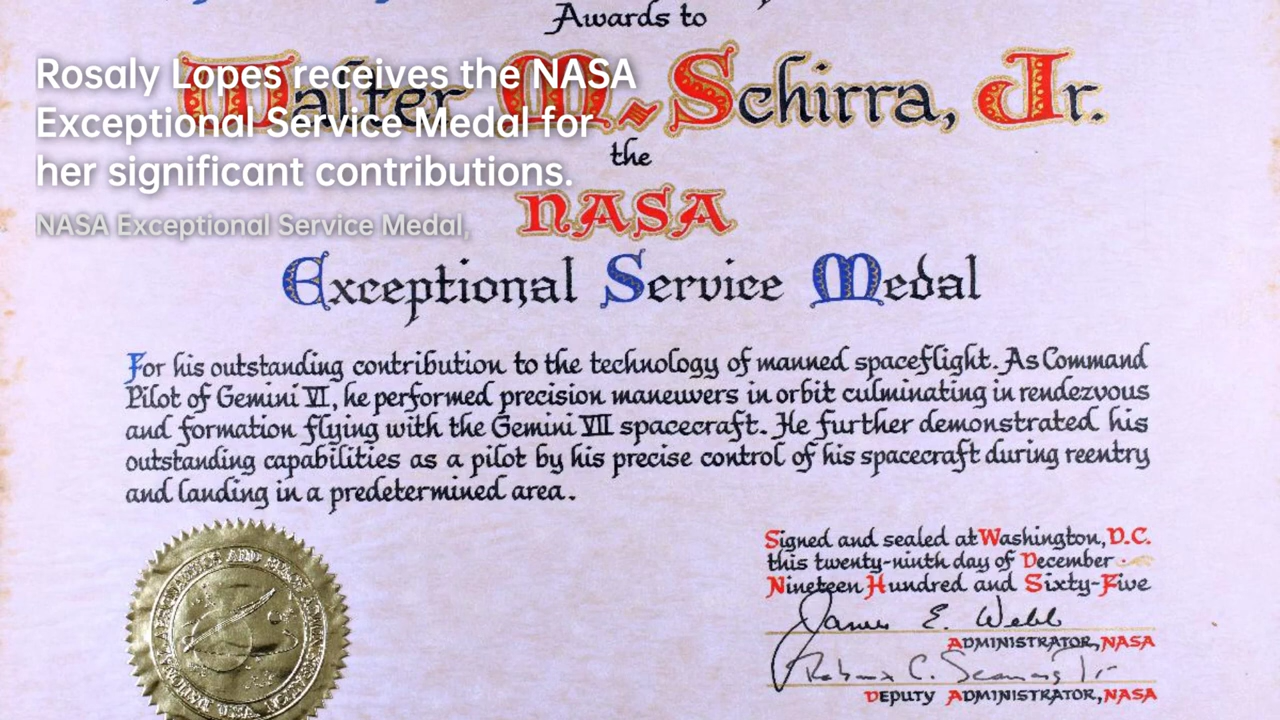 Awards to
Walter M. Schirra, Jr.
Rosaly Lopes receives the NASA
Exceptional Service Medal for
her significant contributions.
NASA Exceptional Service Medal,
the
NASA
Exceptional Service Medal
For his outstanding contribution to the technology of manned spaceflight. As Command
Pilot of Gemini VI, he performed precision maneuvers in orbit culminating in rendezvous
and formation flying with the Gemini VII spacecraft. He further demonstrated his
outstanding capabilities as a pilot by his precise control of his spacecraft during reentry
and landing in a predetermined area.
Signed and sealed at Washington, D.C.
this twenty-ninth day of December
Nineteen Hundred and Sixty-Five
James E. Webb
ADMINISTRATOR, NASA
Robert C. Seamans Jr
DEPUTY ADMINISTRATOR, NASA